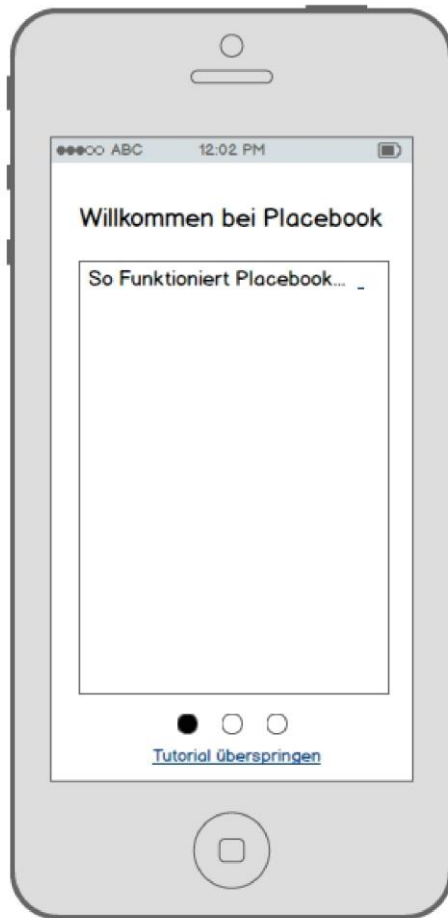 ABC 12:02 PM
Willkommen bei Placebook
So Funktioniert Placebook... _
Tutorial überspringen